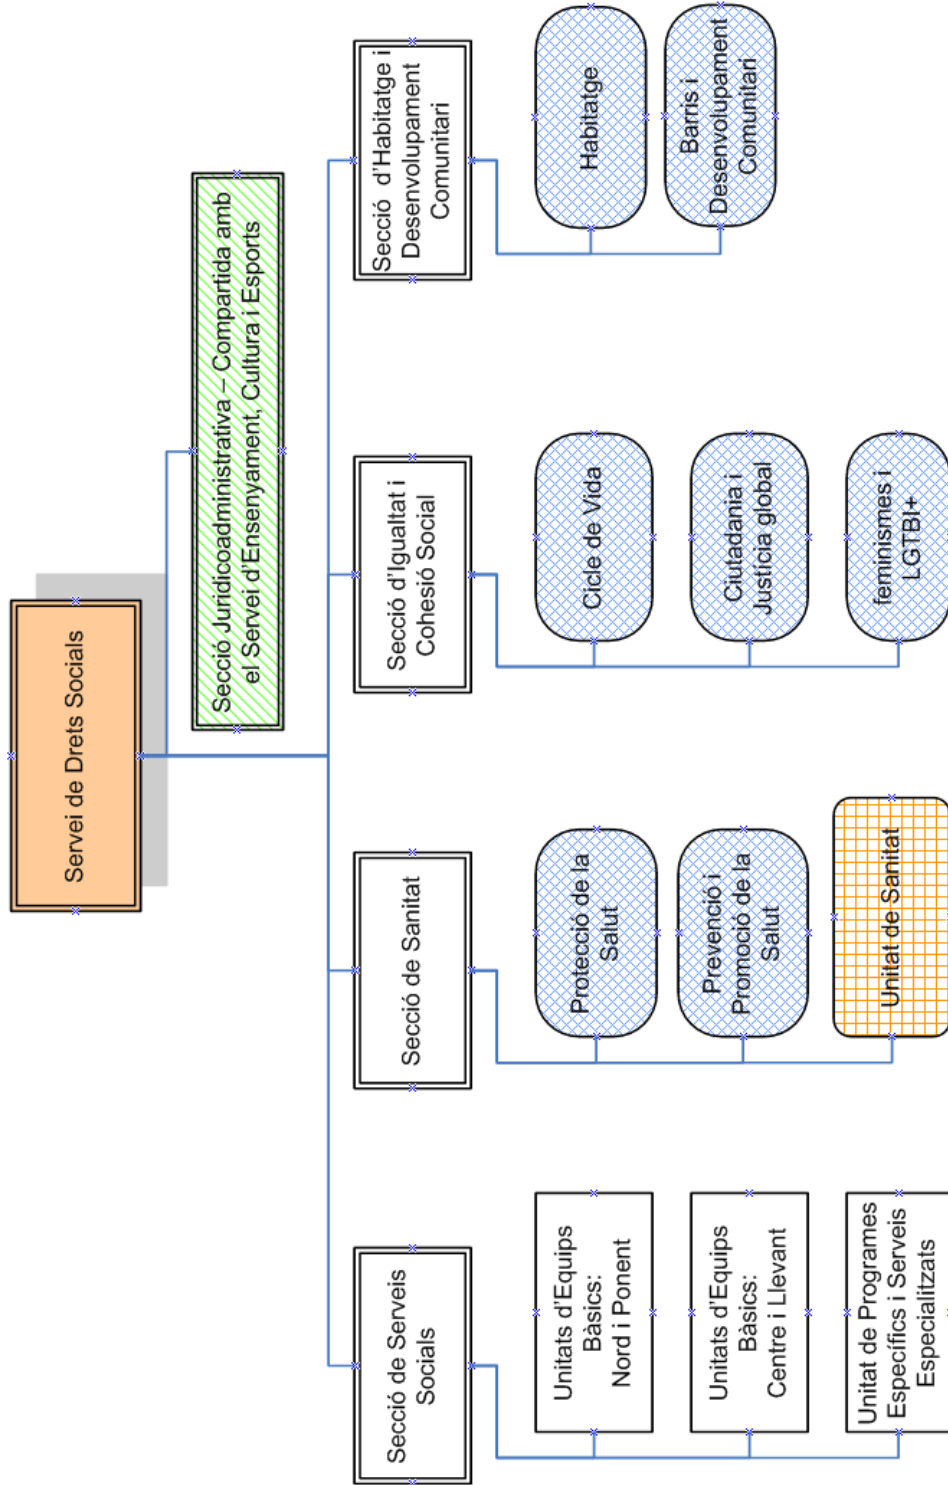 Servei de Drets Socials
Secció Juridicoadministrativa – Compartida amb
el Servei d'Ensenyament, Cultura i Esports
Secció de Serveis
Socials
Unitats d'Equips
Bàsics:
Nord i Ponent
Unitats d'Equips
Bàsics:
Centre i Llevant
Unitat de Programes
Específics i Serveis
Especialitzats
Secció de Sanitat
Protecció de la
Salut
Prevenció i
Promoció de la
Salut
Unitat de Sanitat
Secció d'Igualtat i
Cohesió Social
Cicle de Vida
Ciutadania i
Justícia global
feminismes i
LGTBI+
Secció d'Habitatge i
Desenvolupament
Comunitari
Habitatge
Barris i
Desenvolupament
Comunitari